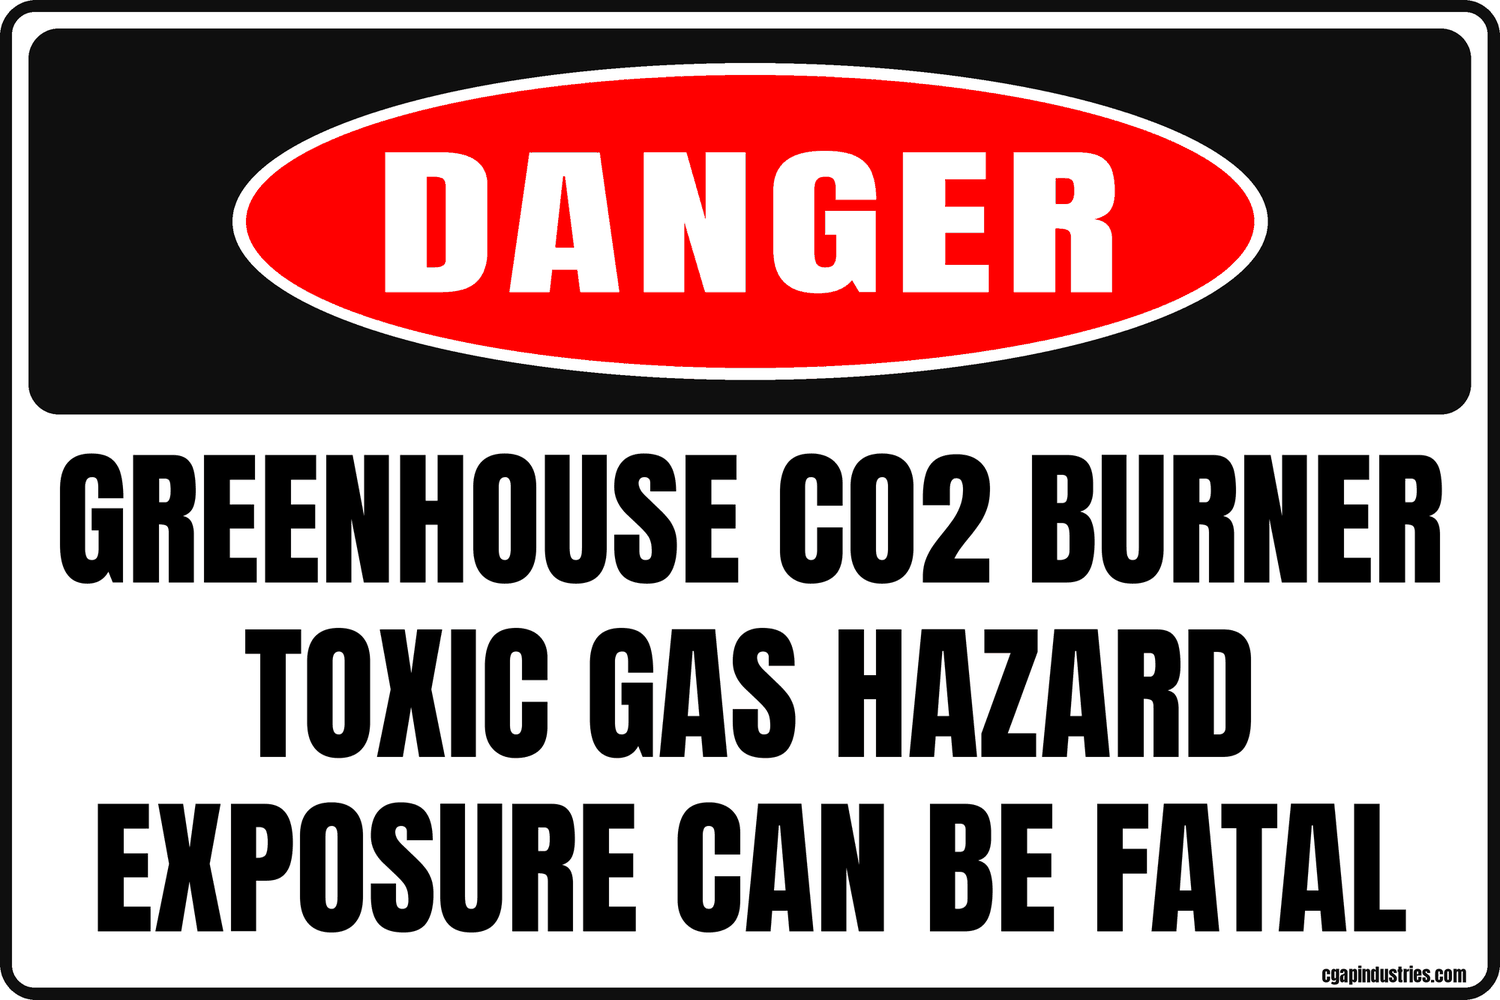 DANGER
GREENHOUSE CO2 BURNER
TOXIC GAS HAZARD
EXPOSURE CAN BE FATAL
cgapindustries.com